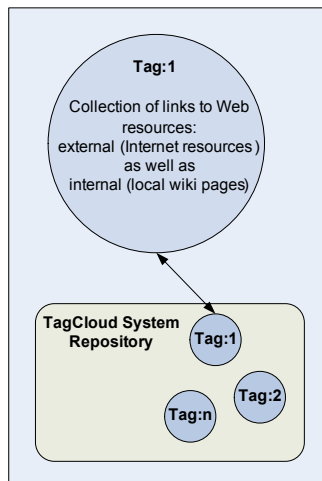 Tag:1
Collection of links to Web
resources:
external (Internet resources)
as well as
internal (local wiki pages)
TagCloud System
Repository
Tag:1
Tag:2
Tag:n